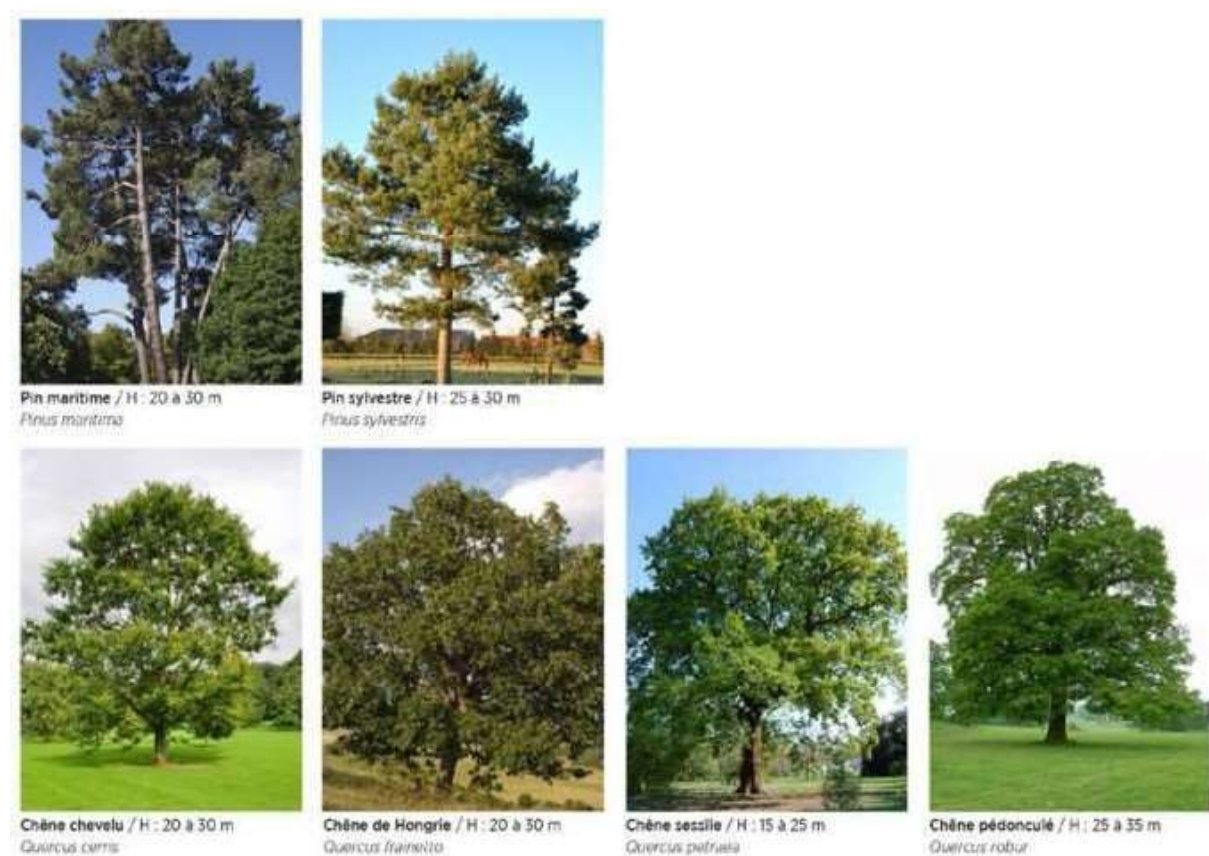 Pin maritime / H : 20 à 30 m
Pinus maritima
Pin sylvestre / H : 25 à 30 m
Pinus sylvestris
Chêne chevelu / H : 20 à 30 m
Quercus cerris
Chêne de Hongrie / H : 20 à 30 m
Quercus frainetto
Chêne sessile / H : 15 à 25 m
Quercus petraea
Chêne pédonculé / H : 25 à 35 m
Quercus robur